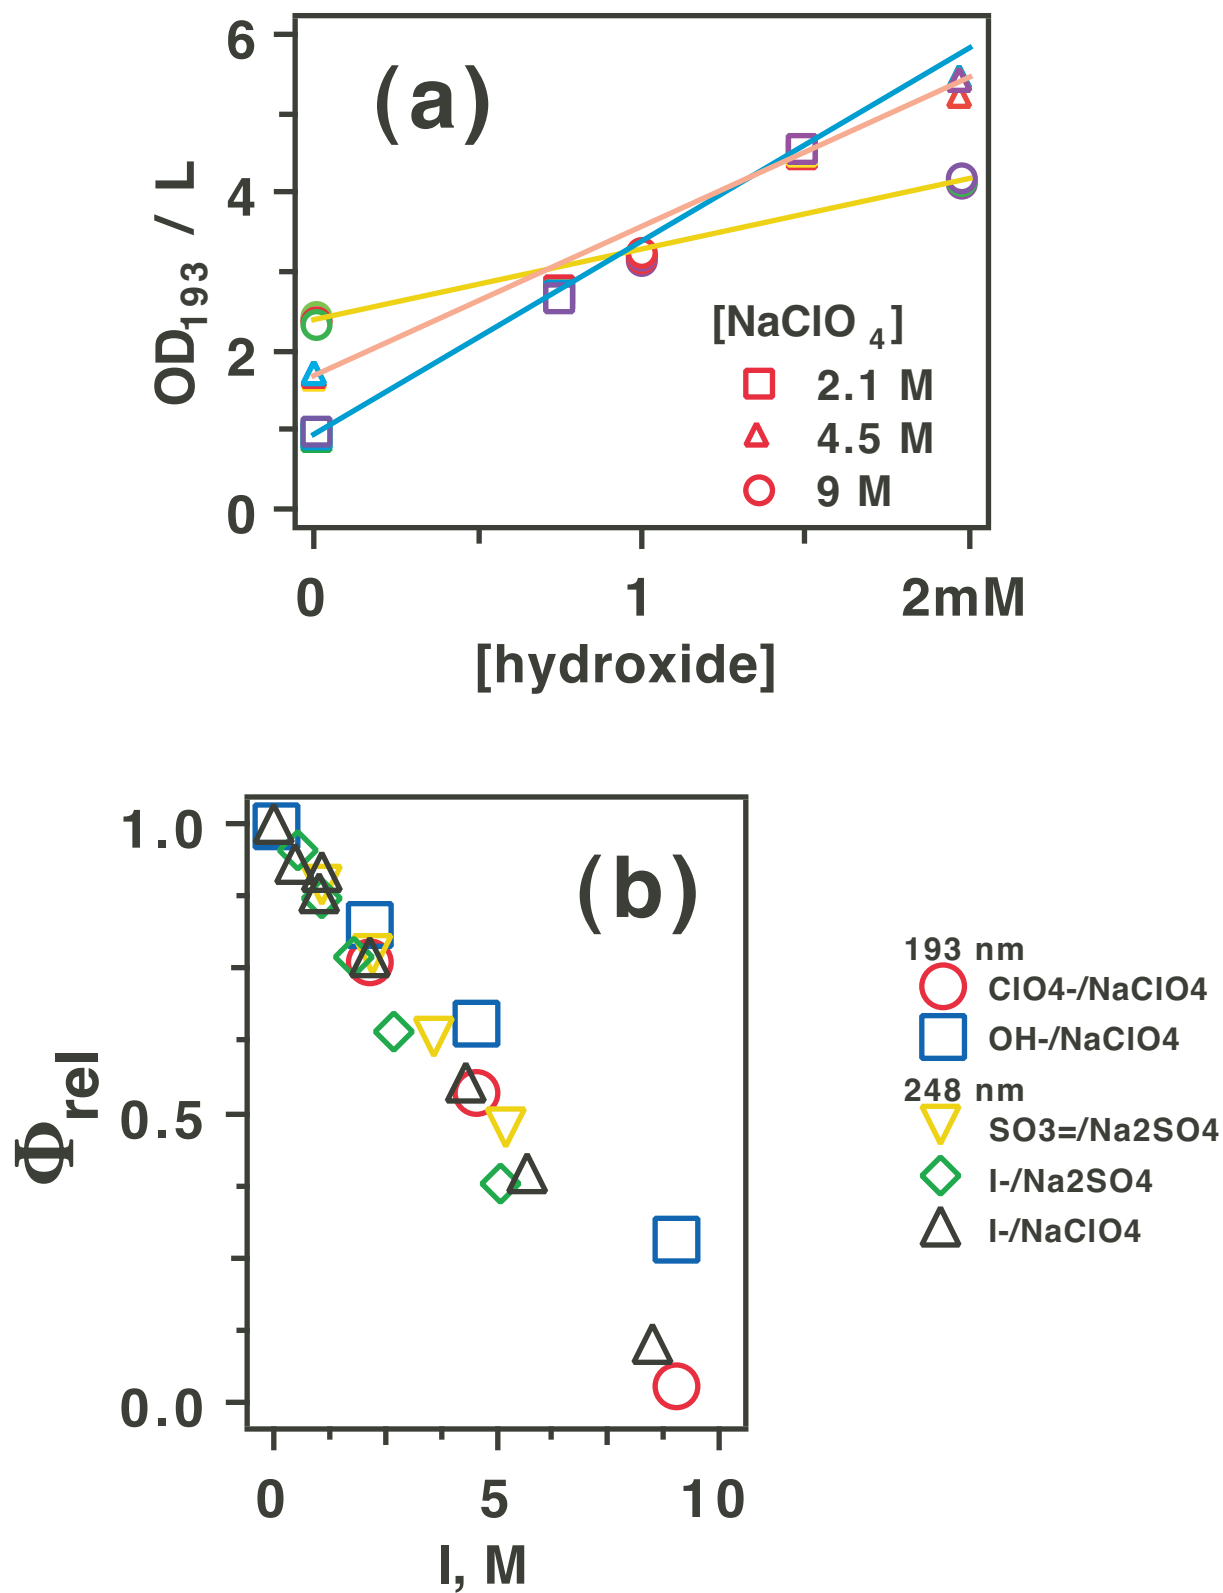 6
(a)
4
2
0
OD193 / L
[NaClO 4]
2.1 M
4.5 M
9 M
0 1 2mM
[hydroxide]
1.0
(b)
0.5
0.0
Φrel
0 5 10
I, M
193 nm
ClO4-/NaClO4
OH-/NaClO4
248 nm
SO3=/Na2SO4
I-/Na2SO4
I-/NaClO4